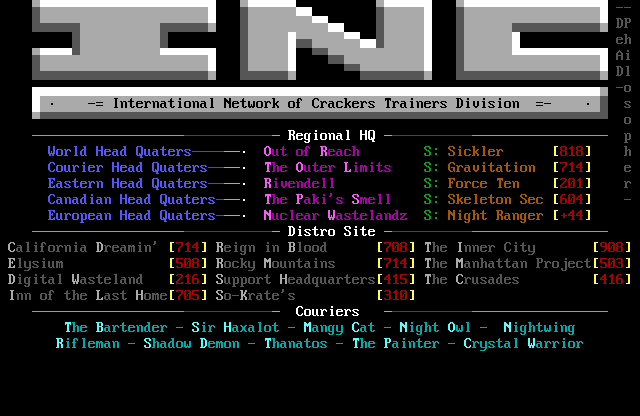 INC
· -= International Network of Crackers Trainers Division =- ·
Regional HQ
World Head Quaters · Out of Reach S: Sickler [818]
Courier Head Quaters · The Outer Limits S: Gravitation [714]
Eastern Head Quaters · Rivendell S: Force Ten [201]
Canadian Head Quaters · The Paki's Smell S: Skeleton Sec [604]
European Head Quaters · Nuclear Wastelandz S: Night Ranger [+44]
Distro Site
California Dreamin' [714] Reign in Blood [708] The Inner City [908]
Elysium [508] Rocky Mountains [714] The Manhattan Project[503]
Digital Wasteland [216] Support Headquarters[415] The Crusades [416]
Inn of the Last Home[705] So-Krate's [310]
Couriers
The Bartender - Sir Haxalot - Mangy Cat - Night Owl - Nightwing
Rifleman - Shadow Demon - Thanatos - The Painter - Crystal Warrior
--
DP
eh
Ai
Dl
-o
s
o
p
h
e
r
-